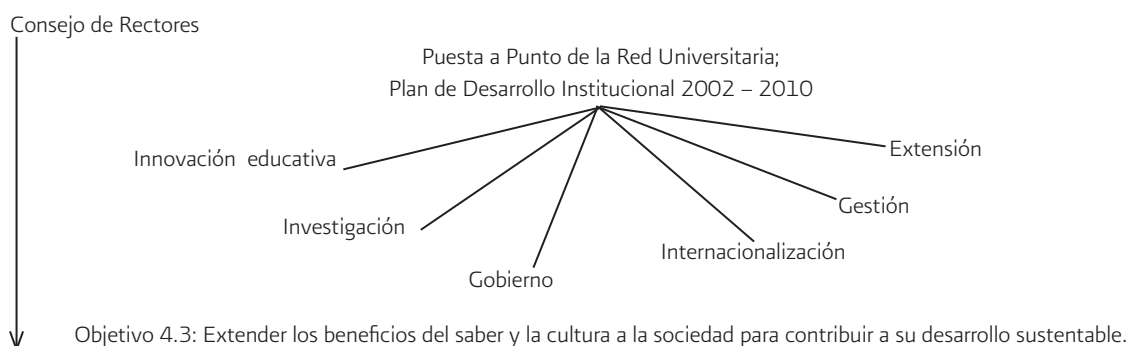 Consejo de Rectores
Puesta a Punto de la Red Universitaria;
Plan de Desarrollo Institucional 2002 – 2010
Innovación educativa
Extensión
Gestión
Investigación
Internacionalización
Gobierno
Objetivo 4.3: Extender los beneficios del saber y la cultura a la sociedad para contribuir a su desarrollo sustentable.